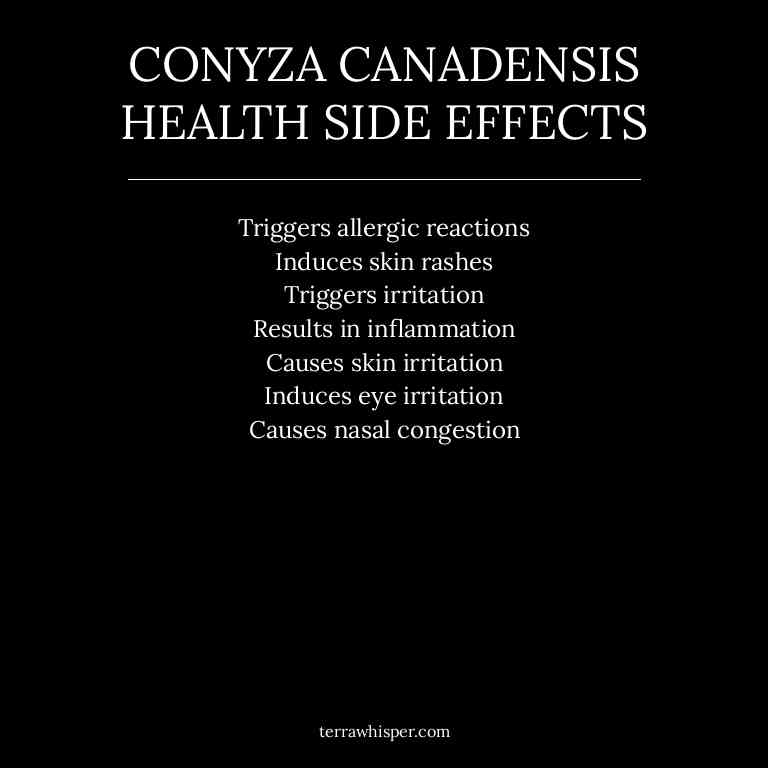 CONYZA CANADENSIS
HEALTH SIDE EFFECTS
Triggers allergic reactions
Induces skin rashes
Triggers irritation
Results in inflammation
Causes skin irritation
Induces eye irritation
Causes nasal congestion
terrawhisper.com